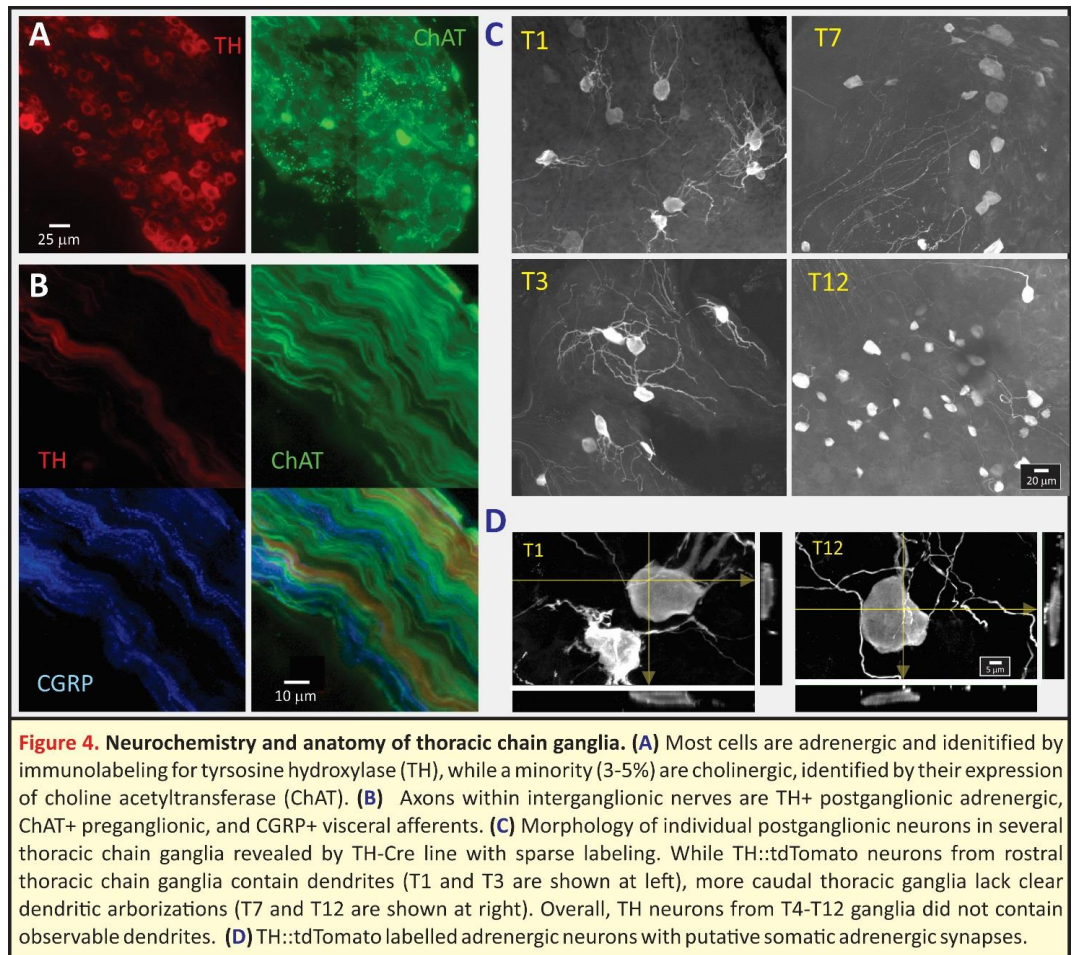 A
TH
ChAT
25 µm
B
TH
ChAT
CGRP
10 µm
C
T1
T7
T3
T12
20 µm
D
T1
T12
5 µm
Figure 4. Neurochemistry and anatomy of thoracic chain ganglia. (A) Most cells are adrenergic and idenitified by
immunolabeling for tyrsosine hydroxylase (TH), while a minority (3-5%) are cholinergic, identified by their expression
of choline acetyltransferase (ChAT). (B) Axons within interganglionic nerves are TH+ postganglionic adrenergic,
ChAT+ preganglionic, and CGRP+ visceral afferents. (C) Morphology of individual postganglionic neurons in several
thoracic chain ganglia revealed by TH-Cre line with sparse labeling. While TH::tdTomato neurons from rostral
thoracic chain ganglia contain dendrites (T1 and T3 are shown at left), more caudal thoracic ganglia lack clear
dendritic arborizations (T7 and T12 are shown at right). Overall, TH neurons from T4-T12 ganglia did not contain
observable dendrites. (D) TH::tdTomato labelled adrenergic neurons with putative somatic adrenergic synapses.